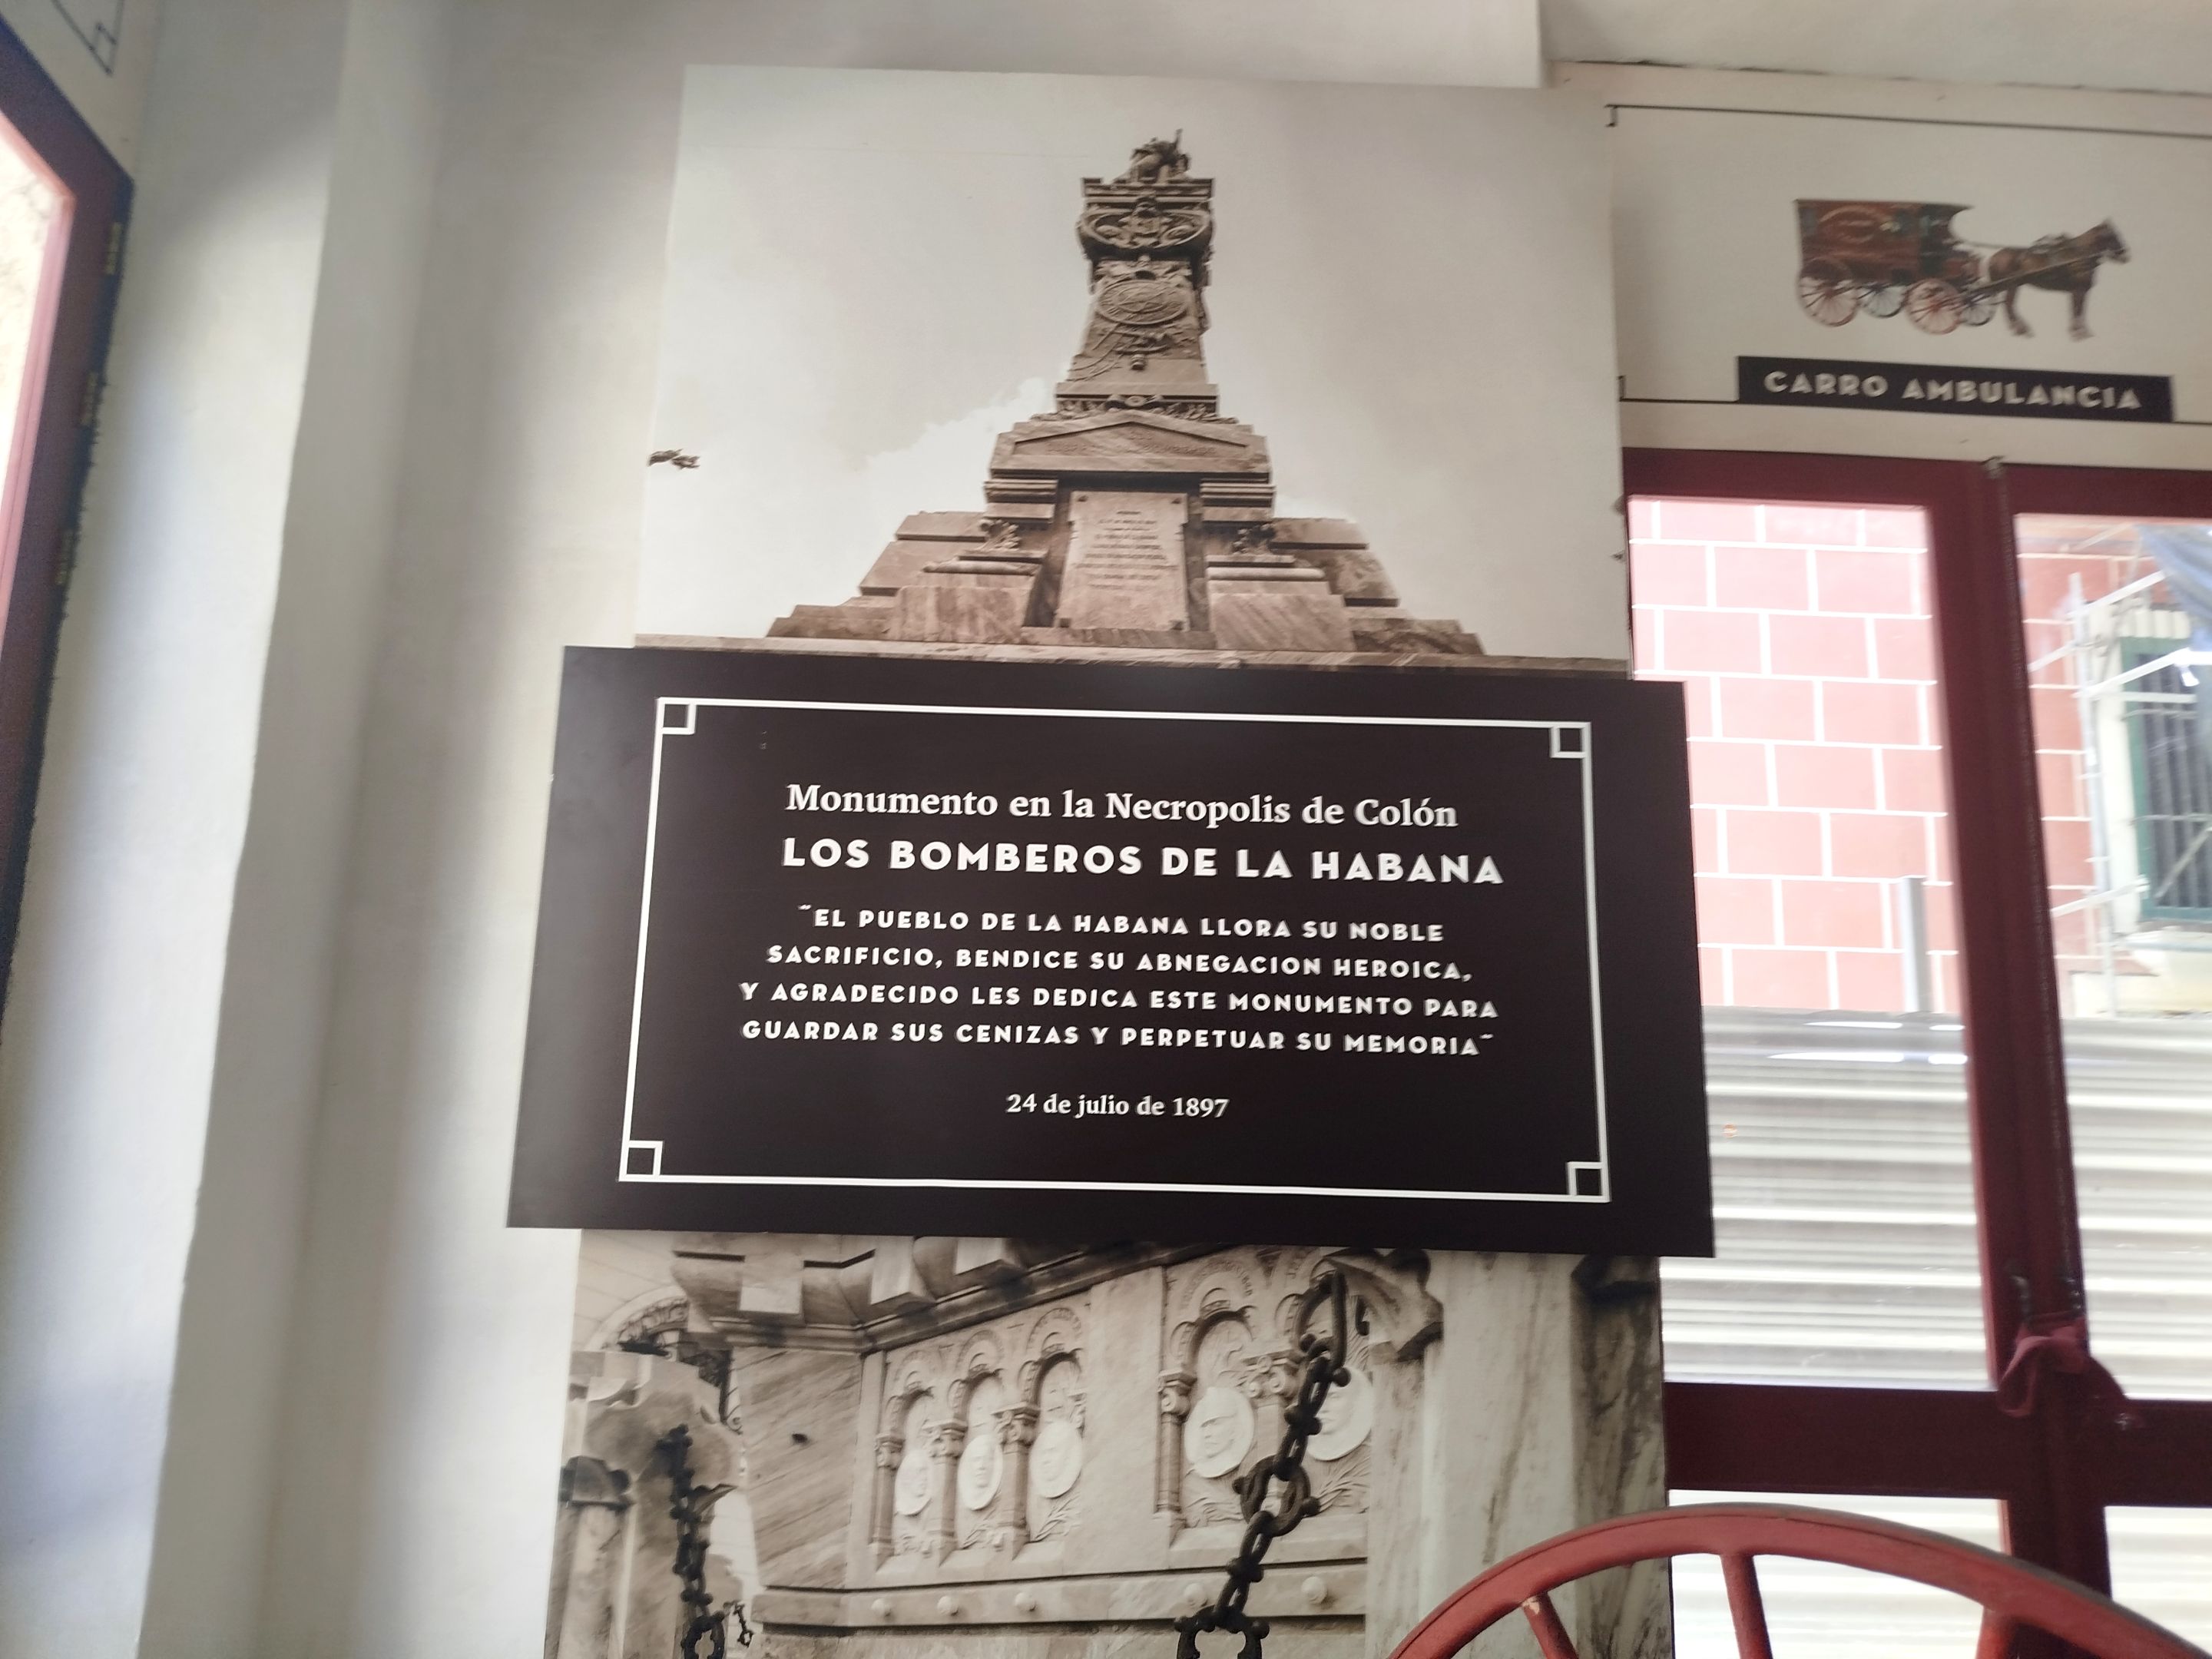 CARRO AMBULANCIA
Monumento en la Necropolis de Colón
LOS BOMBEROS DE LA HABANA
"EL PUEBLO DE LA HABANA LLORA SU NOBLE
SACRIFICIO, BENDICE SU ABNEGACION HEROICA,
Y AGRADECIDO LES DEDICA ESTE MONUMENTO PARA
GUARDAR SUS CENIZAS Y PERPETUAR SU MEMORIA"
24 de julio de 1897